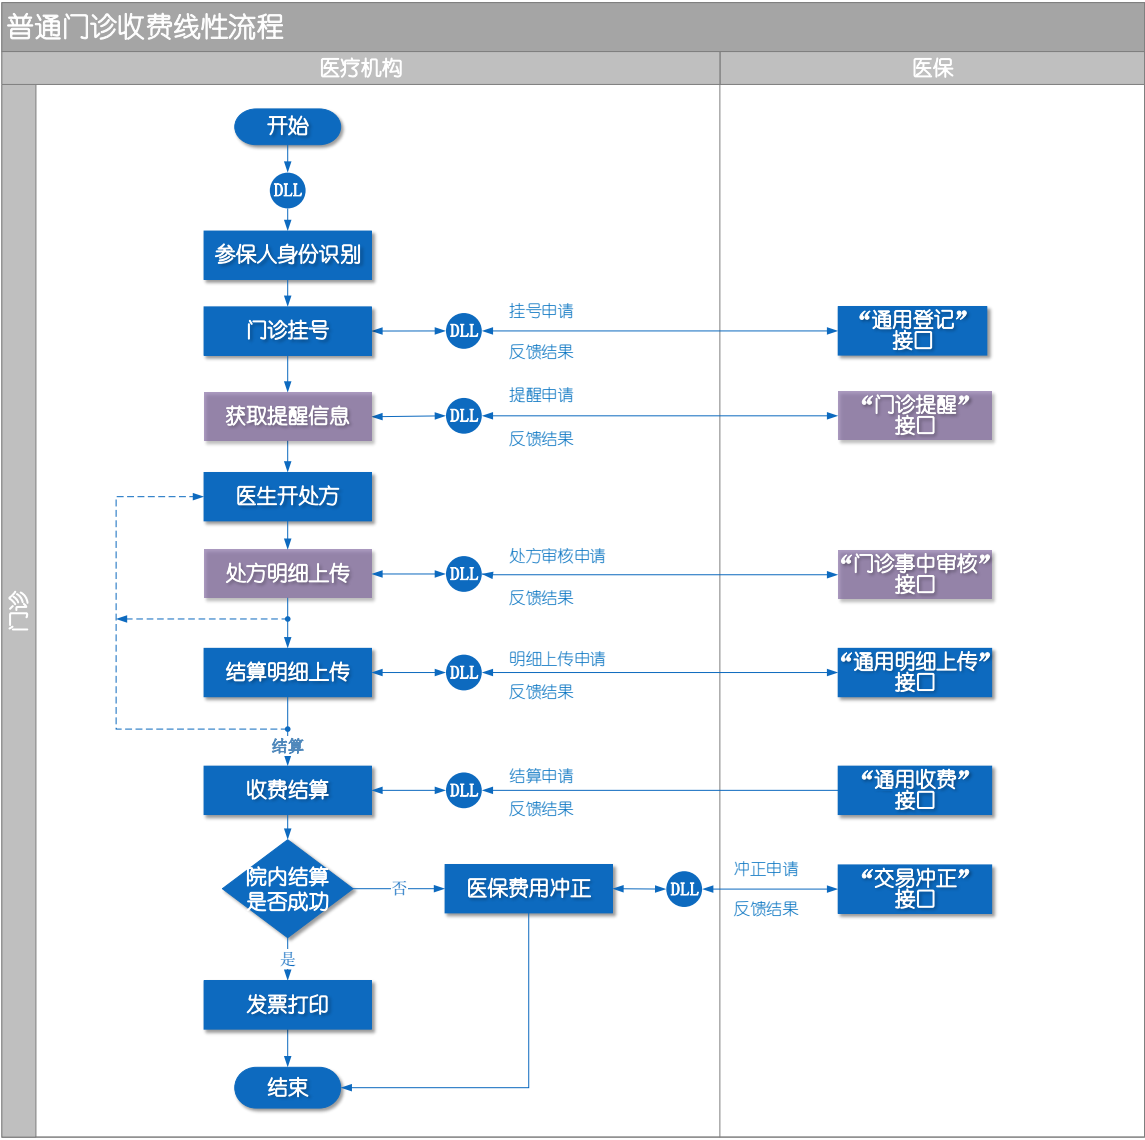 普通门诊收费线性流程
医疗机构
医保
门诊
开始
DLL
参保人身份识别
门诊挂号
DLL
挂号申请
反馈结果
“通用登记”
接口
获取提醒信息
DLL
提醒申请
反馈结果
“门诊提醒”
接口
医生开处方
处方明细上传
DLL
处方审核申请
反馈结果
“门诊事中审核”
接口
结算明细上传
DLL
明细上传申请
反馈结果
“通用明细上传”
接口
结算
收费结算
DLL
结算申请
反馈结果
“通用收费”
接口
院内结算
是否成功
否
医保费用冲正
DLL
冲正申请
反馈结果
“交易冲正”
接口
是
发票打印
结束